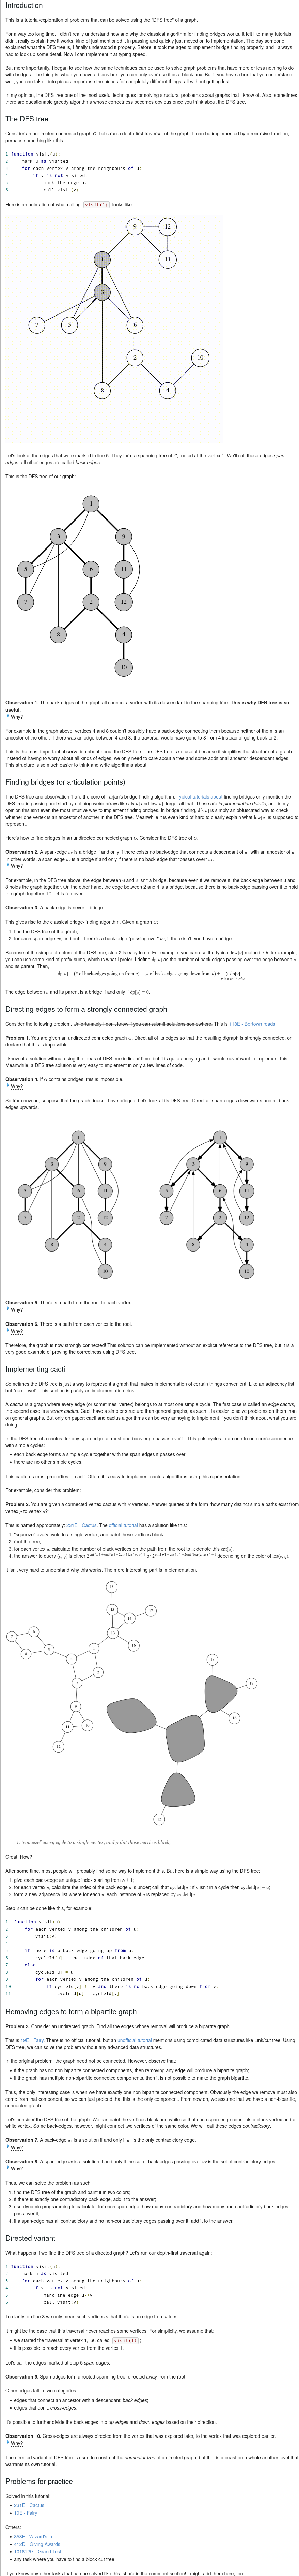 Introduction
This is a tutorial/exploration of problems that can be solved using the "DFS tree" of a graph.
For a way too long time, I didn't really understand how and why the classical algorithm for finding bridges works. It felt like many tutorials
didn't really explain how it works, kind of just mentioned it in passing and quickly moved on to implementation. The day someone
explained what the DFS tree is, I finally understood it properly. Before, it took me ages to implement bridge-finding properly, and I always
had to look up some detail. Now I can implement it at typing speed.
But more importantly, I began to see how the same techniques can be used to solve graph problems that have more or less nothing to do
with bridges. The thing is, when you have a black box, you can only ever use it as a black box. But if you have a box that you understand
well, you can take it into pieces, repurpose the pieces for completely different things, all without getting lost.
In my opinion, the DFS tree one of the most useful techniques for solving structural problems about graphs that I know of. Also, sometimes
there are questionable greedy algorithms whose correctness becomes obvious once you think about the DFS tree.
The DFS tree
Consider an undirected connected graph G. Let's run a depth-first traversal of the graph. It can be implemented by a recursive function,
perhaps something like this:
1 function visit(u):
2 mark u as visited
3 for each vertex v among the neighbours of u:
4 if v is not visited:
5 mark the edge uv
6 call visit(v)
Here is an animation of what calling visit(1) looks like.
9 12
1 11
3
7 5 6
2 10
8 4
Let's look at the edges that were marked in line 5. They form a spanning tree of G, rooted at the vertex 1. We'll call these edges span-
edges; all other edges are called back-edges.
This is the DFS tree of our graph:
1
3 9
5 6 11
7 2 12
8 4
10
Observation 1. The back-edges of the graph all connect a vertex with its descendant in the spanning tree. This is why DFS tree is so
useful.
Why?
For example in the graph above, vertices 4 and 8 couldn't possibly have a back-edge connecting them because neither of them is an
ancestor of the other. If there was an edge between 4 and 8, the traversal would have gone to 8 from 4 instead of going back to 2.
This is the most important observation about about the DFS tree. The DFS tree is so useful because it simplifies the structure of a graph.
Instead of having to worry about all kinds of edges, we only need to care about a tree and some additional ancestor-descendant edges.
This structure is so much easier to think and write algorithms about.
Finding bridges (or articulation points)
The DFS tree and observation 1 are the core of Tarjan's bridge-finding algorithm. Typical tutorials about finding bridges only mention the
DFS tree in passing and start by defining weird arrays like dfs[u] and low[u]: forget all that. These are implementation details, and in my
opinion this isn't even the most intuitive way to implement bridge-finding. In bridge-finding, dfs[u] is simply an obfuscated way to check
whether one vertex is an ancestor of another in the DFS tree. Meanwhile it is even hard to clearly explain what low[u] is supposed to
represent.
Here's how to find bridges in an undirected connected graph G. Consider the DFS tree of G.
Observation 2. A span-edge uv is a bridge if and only if there exists no back-edge that connects a descendant of uv with an ancestor of uv.
In other words, a span-edge uv is a bridge if and only if there is no back-edge that "passes over" uv.
Why?
For example, in the DFS tree above, the edge between 6 and 2 isn't a bridge, because even if we remove it, the back-edge between 3 and
8 holds the graph together. On the other hand, the edge between 2 and 4 is a bridge, because there is no back-edge passing over it to hold
the graph together if 2 − 4 is removed.
Observation 3. A back-edge is never a bridge.
This gives rise to the classical bridge-finding algorithm. Given a graph G:
1. find the DFS tree of the graph;
2. for each span-edge uv, find out if there is a back-edge "passing over" uv, if there isn't, you have a bridge.
Because of the simple structure of the DFS tree, step 2 is easy to do. For example, you can use the typical low[u] method. Or, for example,
you can use some kind of prefix sums, which is what I prefer: I define dp[u] as the number of back-edges passing over the edge between u
and its parent. Then,
dp[u] = (# of back-edges going up from u) − (# of back-edges going down from u) + ∑ dp[v].
v is a child of u
The edge between u and its parent is a bridge if and only if dp[u] = 0.
Directing edges to form a strongly connected graph
Consider the following problem. Unfortunately I don't know if you can submit solutions somewhere. This is 118E - Bertown roads.
Problem 1. You are given an undirected connected graph G. Direct all of its edges so that the resulting digraph is strongly connected, or
declare that this is impossible.
I know of a solution without using the ideas of DFS tree in linear time, but it is quite annoying and I would never want to implement this.
Meanwhile, a DFS tree solution is very easy to implement in only a few lines of code.
Observation 4. If G contains bridges, this is impossible.
Why?
So from now on, suppose that the graph doesn't have bridges. Let's look at its DFS tree. Direct all span-edges downwards and all back-
edges upwards.
1 1
3 9 3 9
5 6 11 5 6 11
7 2 12 7 2 12
8 4 8 4
10 10
Observation 5. There is a path from the root to each vertex.
Why?
Observation 6. There is a path from each vertex to the root.
Why?
Therefore, the graph is now strongly connected! This solution can be implemented without an explicit reference to the DFS tree, but it is a
very good example of proving the correctness using DFS tree.
Implementing cacti
Sometimes the DFS tree is just a way to represent a graph that makes implementation of certain things convenient. Like an adjacency list
but "next level". This section is purely an implementation trick.
A cactus is a graph where every edge (or sometimes, vertex) belongs to at most one simple cycle. The first case is called an edge cactus,
the second case is a vertex cactus. Cacti have a simpler structure than general graphs, as such it is easier to solve problems on them than
on general graphs. But only on paper: cacti and cactus algorithms can be very annoying to implement if you don't think about what you are
doing.
In the DFS tree of a cactus, for any span-edge, at most one back-edge passes over it. This puts cycles to an one-to-one correspondence
with simple cycles:
• each back-edge forms a simple cycle together with the span-edges it passes over;
• there are no other simple cycles.
This captures most properties of cacti. Often, it is easy to implement cactus algorithms using this representation.
For example, consider this problem:
Problem 2. You are given a connected vertex cactus with N vertices. Answer queries of the form "how many distinct simple paths exist from
vertex p to vertex q?".
This is named appropriately: 231E - Cactus. The official tutorial has a solution like this:
1. "squeeze" every cycle to a single vertex, and paint these vertices black;
2. root the tree;
3. for each vertex u, calculate the number of black vertices on the path from the root to u; denote this cnt[u].
4. the answer to query (p, q) is either 2^cnt[p]+cnt[q]−2cnt[lca(p,q)] or 2^cnt[p]+cnt[q]−2cnt[lca(p,q)]+1 depending on the color of lca(p, q).
It isn't very hard to understand why this works. The more interesting part is implementation.
1. "squeeze" every cycle to a single vertex, and paint these vertices black;
Great. How?
After some time, most people will probably find some way to implement this. But here is a simple way using the DFS tree:
1. give each back-edge an unique index starting from N + 1;
2. for each vertex u, calculate the index of the back-edge u is under; call that cycleId[u]; if u isn't in a cycle then cycleId[u] = u;
3. form a new adjacency list where for each u, each instance of u is replaced by cycleId[u].
Step 2 can be done like this, for example:
1 function visit(u):
2 for each vertex v among the children of u:
3 visit(v)
4
5 if there is a back-edge going up from u:
6 cycleId[u] = the index of that back-edge
7 else:
8 cycleId[u] = u
9 for each vertex v among the children of u:
10 if cycleId[v] != v and there is no back-edge going down from v:
11 cycleId[u] = cycleId[v]
Removing edges to form a bipartite graph
Problem 3. Consider an undirected graph. Find all the edges whose removal will produce a bipartite graph.
This is 19E - Fairy. There is no official tutorial, but an unofficial tutorial mentions using complicated data structures like Link/cut tree. Using
DFS tree, we can solve the problem without any advanced data structures.
In the original problem, the graph need not be connected. However, observe that:
• if the graph has no non-bipartite connected components, then removing any edge will produce a bipartite graph;
• if the graph has multiple non-bipartite connected components, then it is not possible to make the graph bipartite.
Thus, the only interesting case is when we have exactly one non-bipartite connected component. Obviously the edge we remove must also
come from that component, so we can just pretend that this is the only component. From now on, we assume that we have a non-bipartite,
connected graph.
Let's consider the DFS tree of the graph. We can paint the vertices black and white so that each span-edge connects a black vertex and a
white vertex. Some back-edges, however, might connect two vertices of the same color. We will call these edges contradictory.
Observation 7. A back-edge uv is a solution if and only if uv is the only contradictory edge.
Why?
Observation 8. A span-edge uv is a solution if and only if the set of back-edges passing over uv is the set of contradictory edges.
Why?
Thus, we can solve the problem as such:
1. find the DFS tree of the graph and paint it in two colors;
2. if there is exactly one contradictory back-edge, add it to the answer;
3. use dynamic programming to calculate, for each span-edge, how many contradictory and how many non-contradictory back-edges
pass over it;
4. if a span-edge has all contradictory and no non-contradictory edges passing over it, add it to the answer.
Directed variant
What happens if we find the DFS tree of a directed graph? Let's run our depth-first traversal again:
1 function visit(u):
2 mark u as visited
3 for each vertex v among the neighbours of u:
4 if v is not visited:
5 mark the edge u->v
6 call visit(v)
To clarify, on line 3 we only mean such vertices v that there is an edge from u to v.
It might be the case that this traversal never reaches some vertices. For simplicity, we assume that:
• we started the traversal at vertex 1, i.e. called visit(1);
• it is possible to reach every vertex from the vertex 1.
Let's call the edges marked at step 5 span-edges.
Observation 9. Span-edges form a rooted spanning tree, directed away from the root.
Other edges fall in two categories:
• edges that connect an ancestor with a descendant: back-edges;
• edges that don't: cross-edges.
It's possible to further divide the back-edges into up-edges and down-edges based on their direction.
Observation 10. Cross-edges are always directed from the vertex that was explored later, to the vertex that was explored earlier.
Why?
The directed variant of DFS tree is used to construct the dominator tree of a directed graph, but that is a beast on a whole another level that
warrants its own tutorial.
Problems for practice
Solved in this tutorial:
• 231E - Cactus
• 19E - Fairy
Others:
• 858F - Wizard's Tour
• 412D - Giving Awards
• 101612G - Grand Test
• any task where you have to find a block-cut tree
If you know any other tasks that can be solved like this, share in the comment section! I might add them here, too.